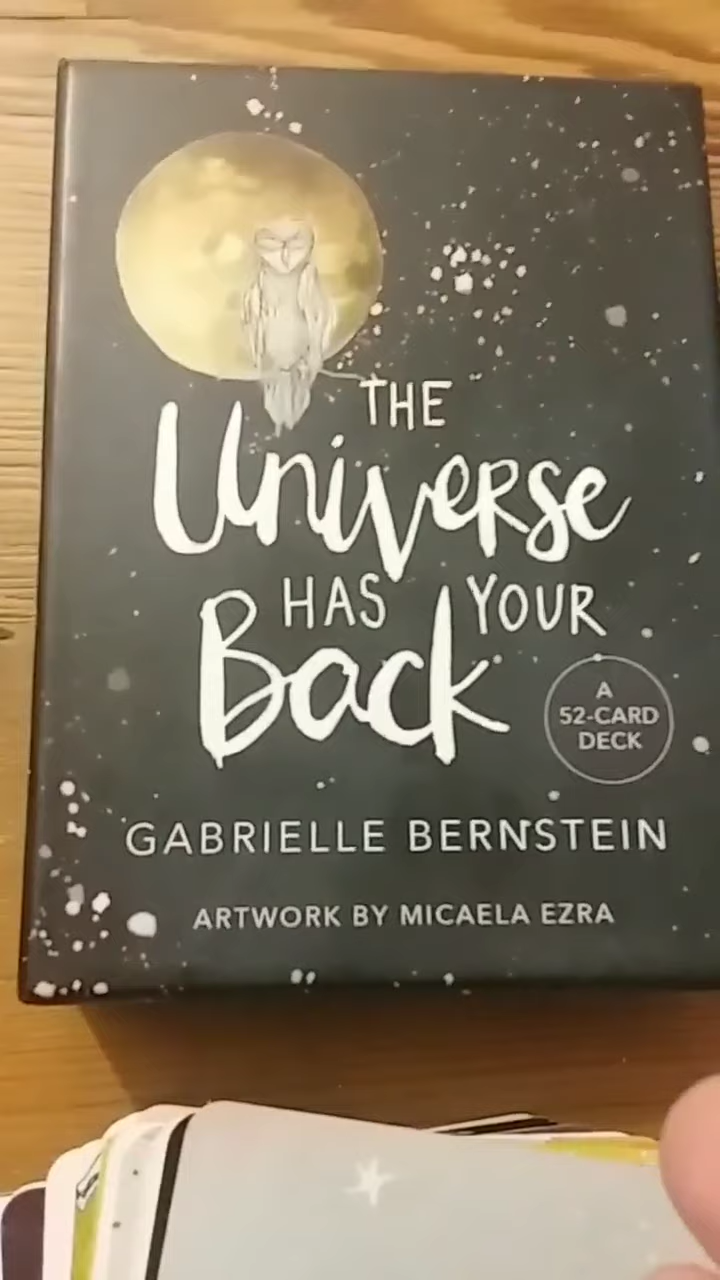 THE
Universe
HAS YOUR
Back
A
52-CARD
DECK
GABRIELLE BERNSTEIN
ARTWORK BY MICAELA EZRA